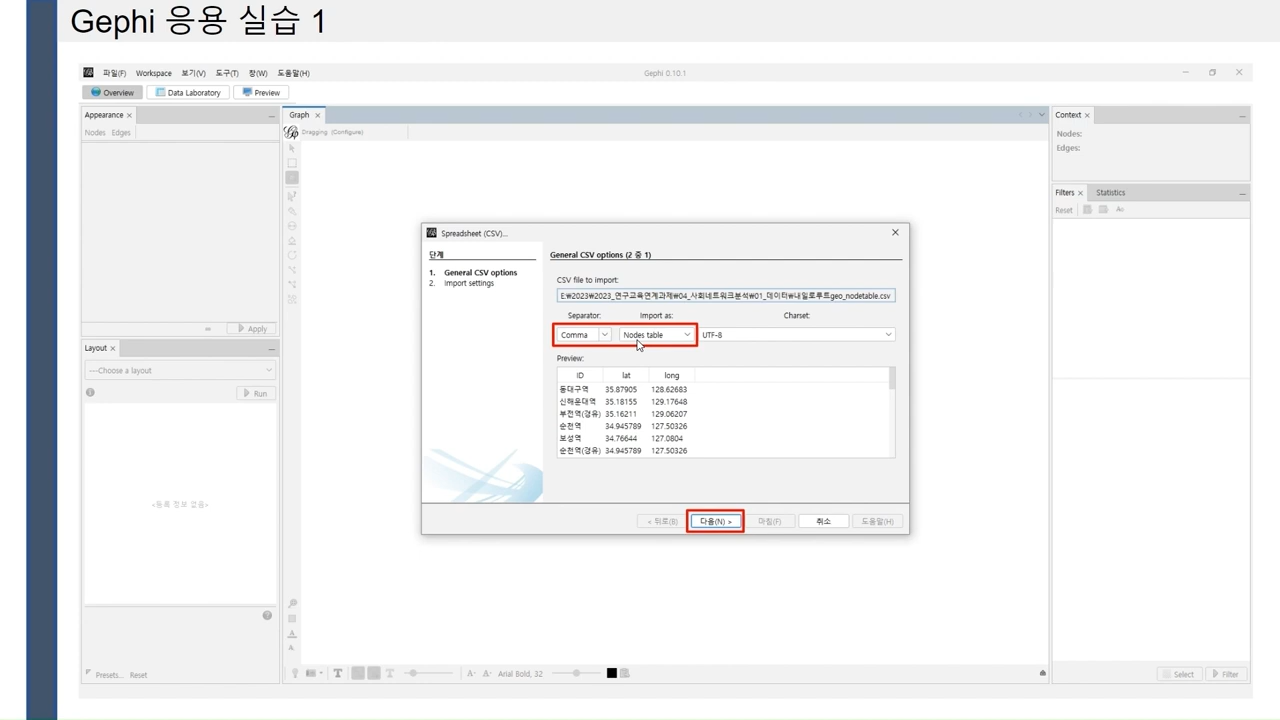 Gephi 응용 실습 1
파일(F) Workspace 보기(V) 도구(T) 창(W) 도움말(H)
Gephi 0.10.1
Overview Data Laboratory Preview
Appearance
Nodes Edges
Apply
Layout
---Choose a layout
Run
<등록 정보 없음>
Presets... Reset
Graph
Dragging (Configure)
Spreadsheet (CSV)...
단계
1. General CSV options
2. Import settings
General CSV options (2 중 1)
CSV file to import:
E:₩2023₩2023_연구교육연계과제₩04_사회네트워크분석₩01_데이터₩내일로루트geo_nodetable.csv
Separator: Import as: Charset:
Comma Nodes table UTF-8
Preview:
ID lat long
동대구역 35.87905 128.62683
신해운대역 35.18155 129.17648
부전역(경유) 35.16211 129.06207
순천역 34.945789 127.50326
보성역 34.76644 127.0804
순천역(경유) 34.945789 127.50326
< 뒤로(B) 다음(N) > 마침(F) 취소 도움말(H)
Arial Bold, 32
Context
Nodes:
Edges:
Filters Statistics
Reset
Select Filter